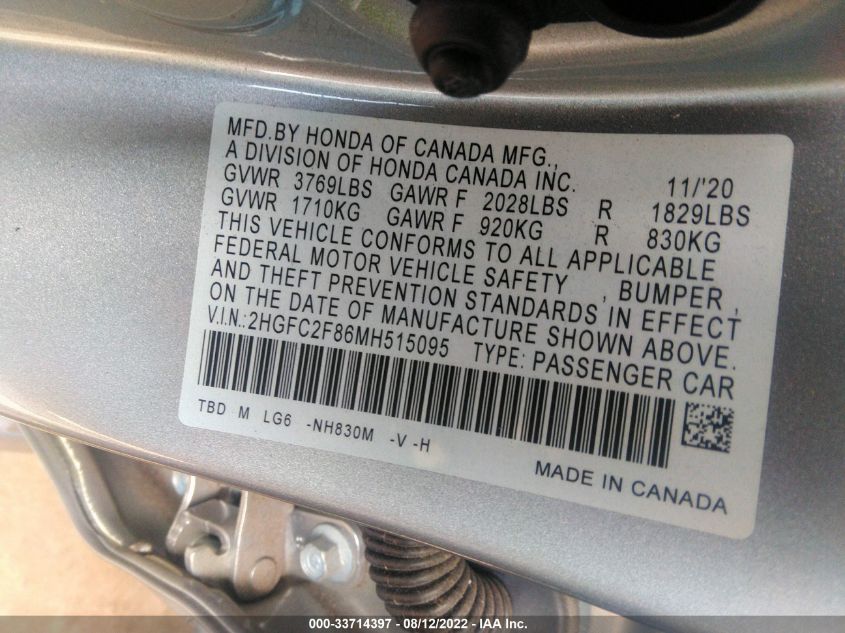 MFD.BY HONDA OF CANADA MFG.,
A DIVISION OF HONDA CANADA INC. 11/'20
GVWR 3769LBS GAWR F 2028LBS R 1829LBS
GVWR 1710KG GAWR F 920KG R 830KG
THIS VEHICLE CONFORMS TO ALL APPLICABLE
FEDERAL MOTOR VEHICLE SAFETY , BUMPER ,
AND THEFT PREVENTION STANDARDS IN EFFECT
ON THE DATE OF MANUFACTURE SHOWN ABOVE.
V.I.N.:2HGFC2F86MH515095 TYPE: PASSENGER CAR
TBD M LG6 -NH830M -V -H
MADE IN CANADA
000-33714397 - 08/12/2022 - IAA Inc.